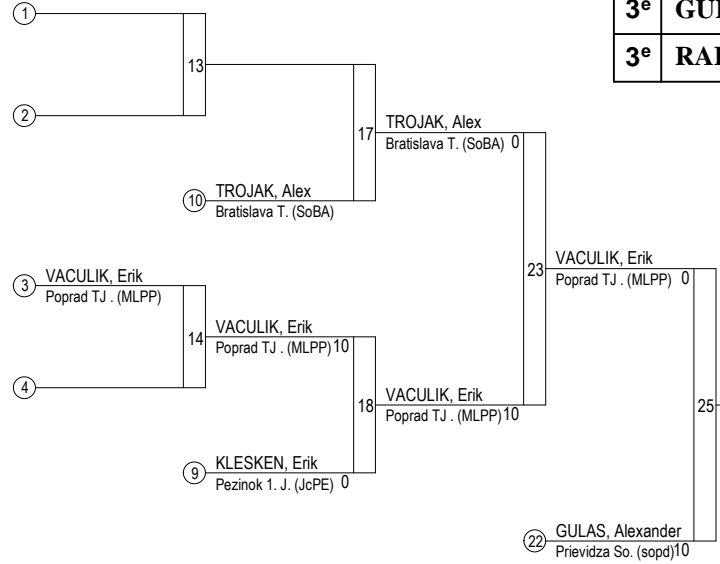 1
3e GUL
3e RAI
13
2
TROJAK, Alex
17
Bratislava T. (SoBA) 0
10 TROJAK, Alex
Bratislava T. (SoBA)
VACULIK, Erik
23
Poprad TJ . (MLPP) 0
3 VACULIK, Erik
Poprad TJ . (MLPP)
VACULIK, Erik
14
Poprad TJ . (MLPP) 10
4
VACULIK, Erik
18
Poprad TJ . (MLPP) 10
25
9 KLESKEN, Erik
Pezinok 1. J. (JcPE) 0
22 GULAS, Alexander
Prievidza So. (sopd) 10